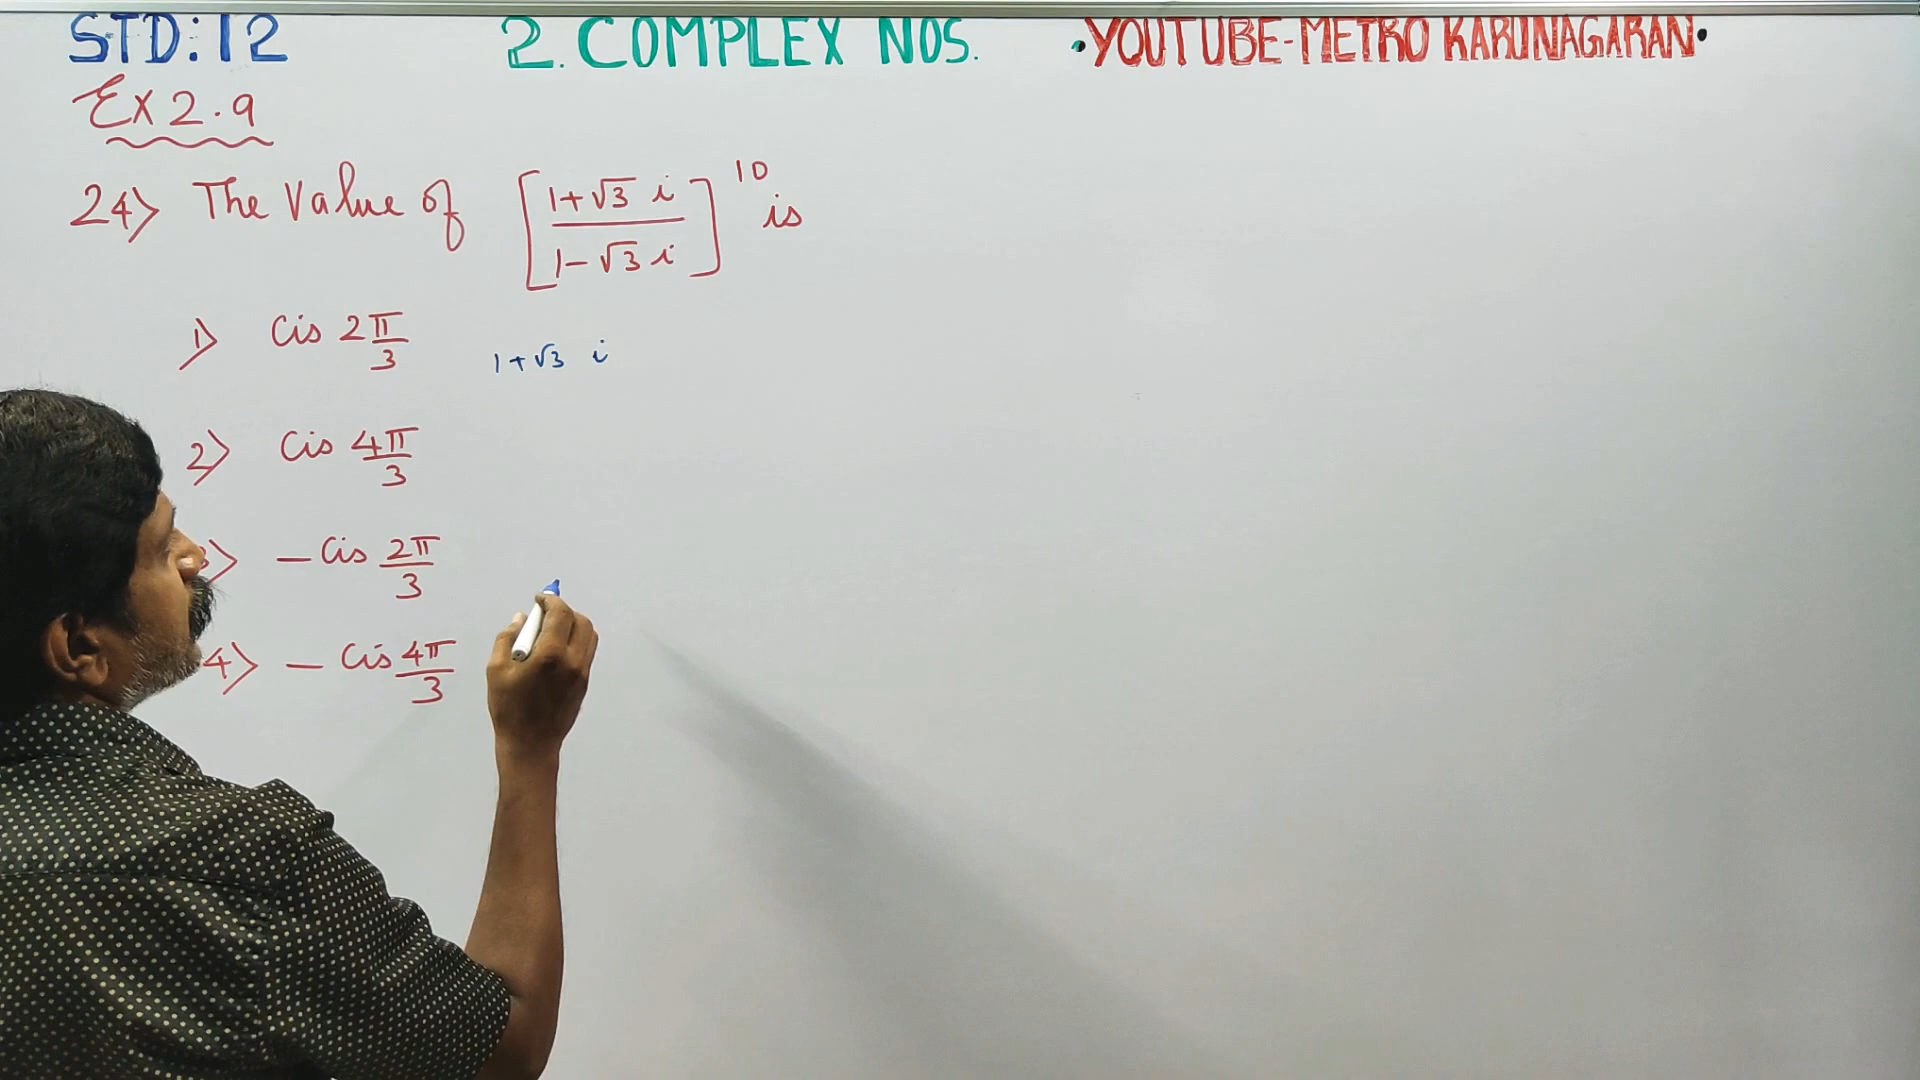 STD:12 2. COMPLEX NOS. •YOUTUBE-METRO KARUNAGARAN•
Ex 2.9
24> The Value of [(1+√3 i)/(1-√3 i)]^10 is
1> Cis 2π/3
1+√3 i
2> Cis 4π/3
> -Cis 2π/3
4> - Cis 4π/3